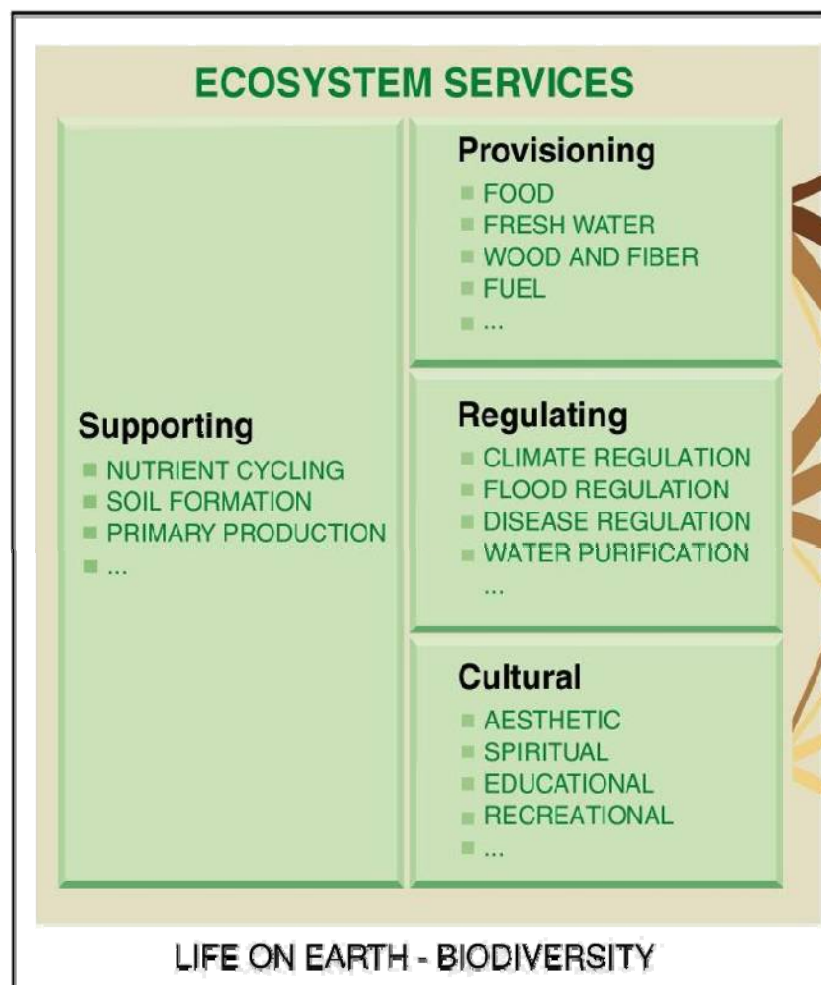 ECOSYSTEM SERVICES
Supporting
NUTRIENT CYCLING
SOIL FORMATION
PRIMARY PRODUCTION
...
Provisioning
FOOD
FRESH WATER
WOOD AND FIBER
FUEL
...
Regulating
CLIMATE REGULATION
FLOOD REGULATION
DISEASE REGULATION
WATER PURIFICATION
...
Cultural
AESTHETIC
SPIRITUAL
EDUCATIONAL
RECREATIONAL
...
LIFE ON EARTH - BIODIVERSITY